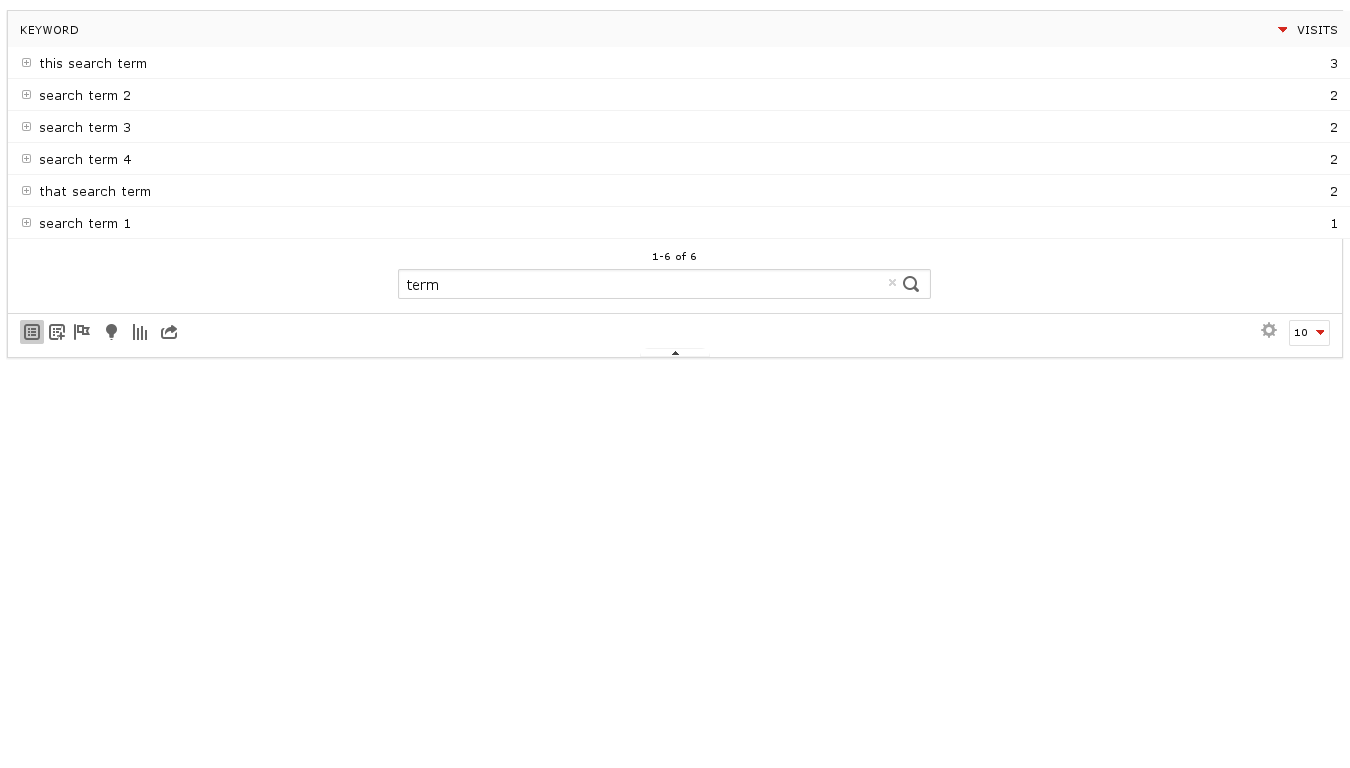 KEYWORD VISITS
this search term 3
search term 2 2
search term 3 2
search term 4 2
that search term 2
search term 1 1
1-6 of 6
term ×
10